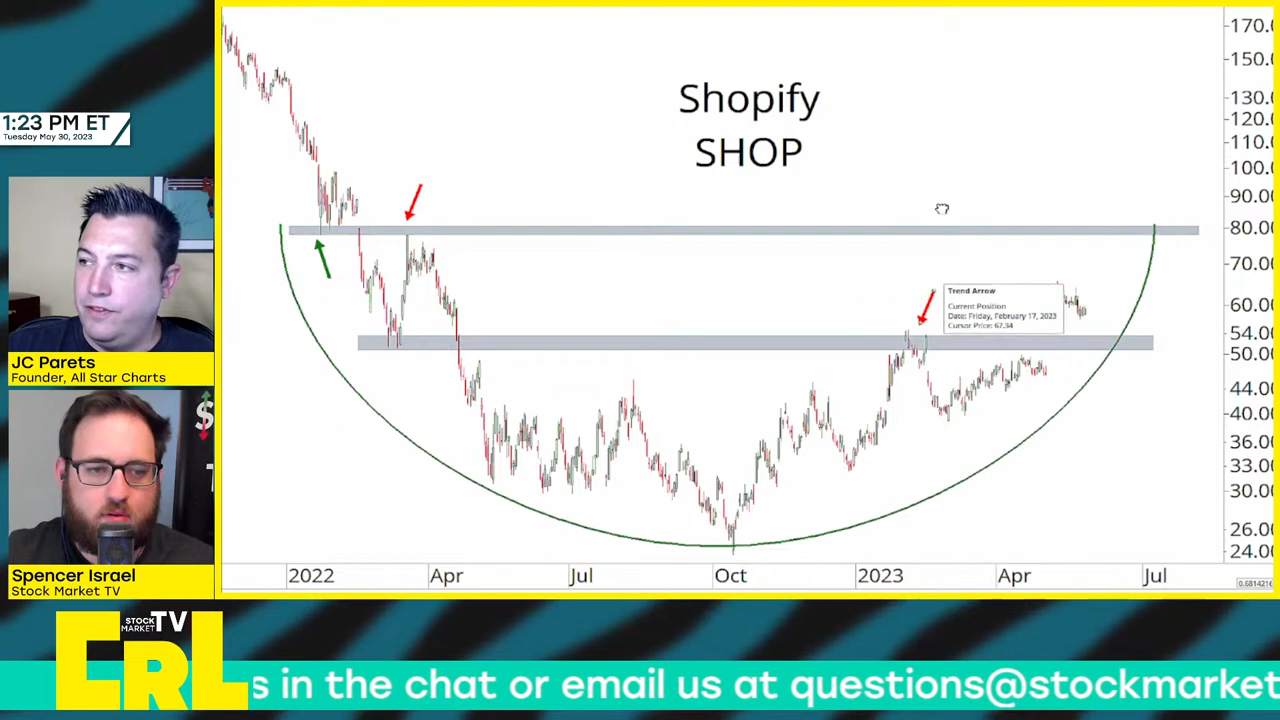 1:23 PM ET
Tuesday May 30, 2023
JC Parets
Founder, All Star Charts
Spencer Israel
Stock Market TV
Shopify
SHOP
Trend Arrow
Current Position
Date: Friday, February 17, 2023
Cursor Price: 67.34
170.0
150.0
130.0
120.0
110.0
100.0
90.00
80.00
70.00
60.00
54.00
50.00
44.00
40.00
36.00
33.00
30.00
26.00
24.00
2022
Apr
Jul
Oct
2023
Apr
Jul
0.6814216
STOCK
MARKET
TV
ERL
s in the chat or email us at questions@stockmarket